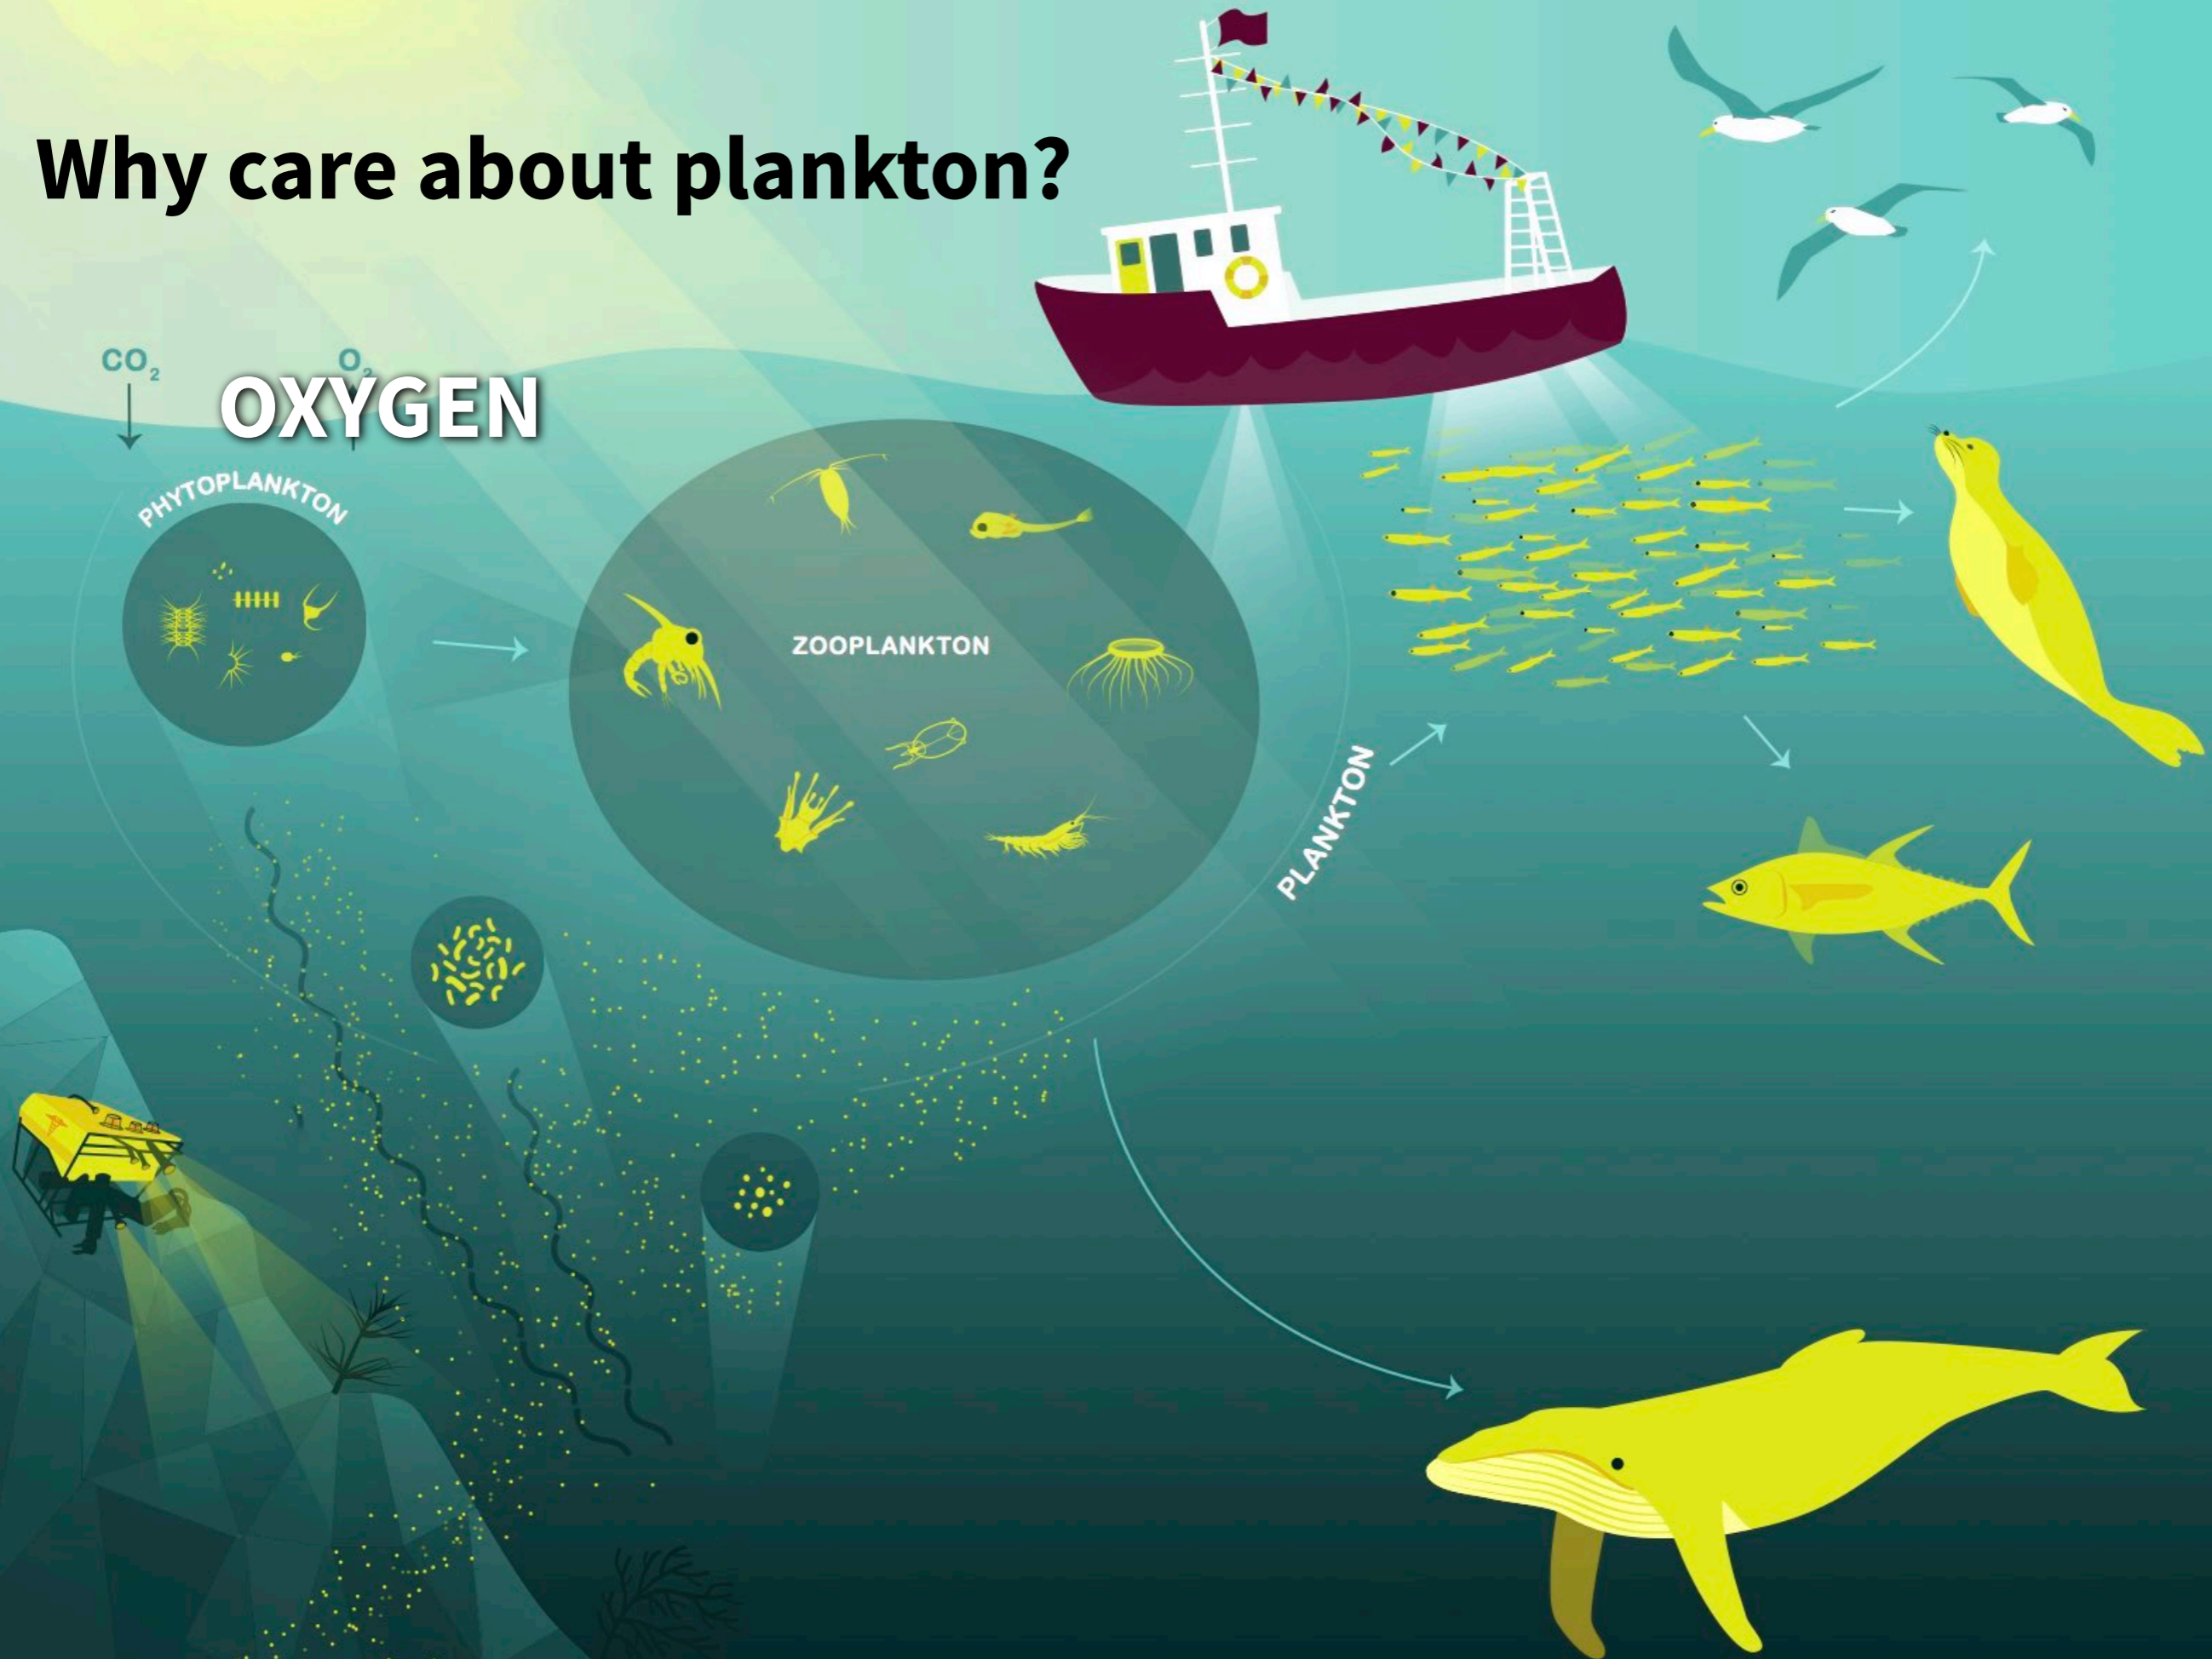 Why care about plankton?
CO₂
O₂
OXYGEN
PHYTOPLANKTON
ZOOPLANKTON
PLANKTON